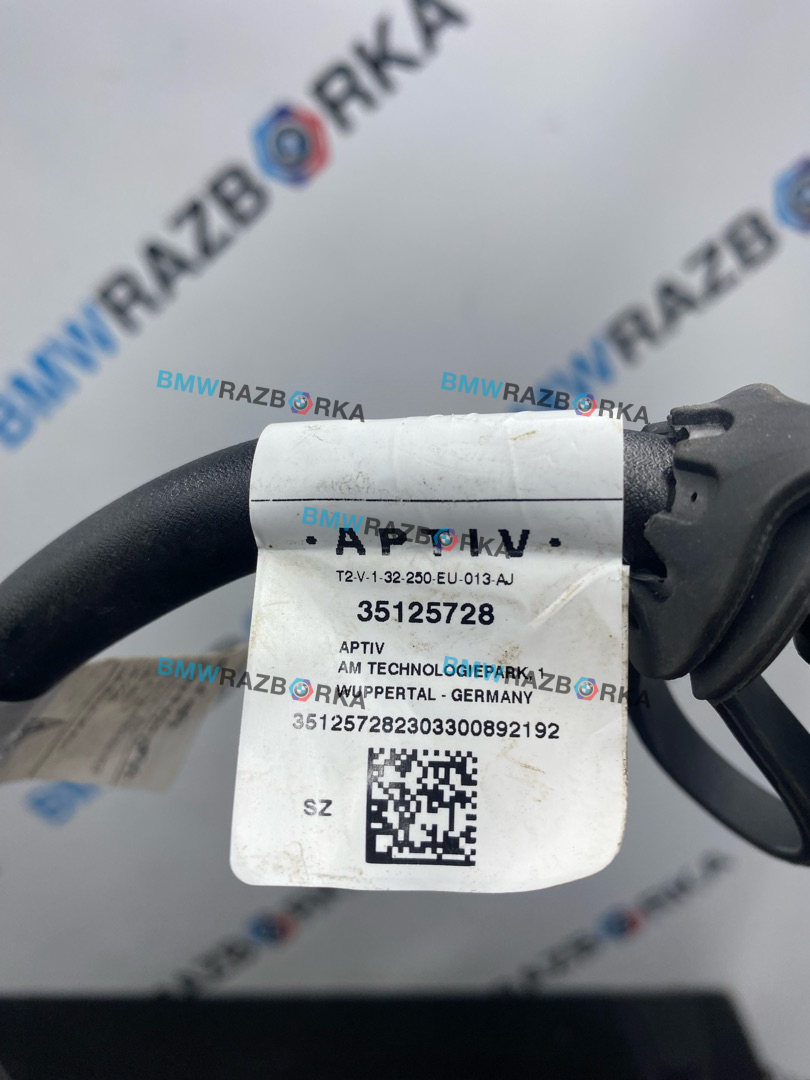 BMWRAZBORKA
BMWRAZBORKA
BMWRAZBORKA
BMWRAZBORKA
BMWRAZBORKA
· APTIV ·
T2-V-1-32-250-EU-013-AJ
35125728
APTIV
AM TECHNOLOGIEPARK, 1
BMWRAZBORKA
BMWRAZBORKA
WUPPERTAL - GERMANY
351257282303300892192
SZ